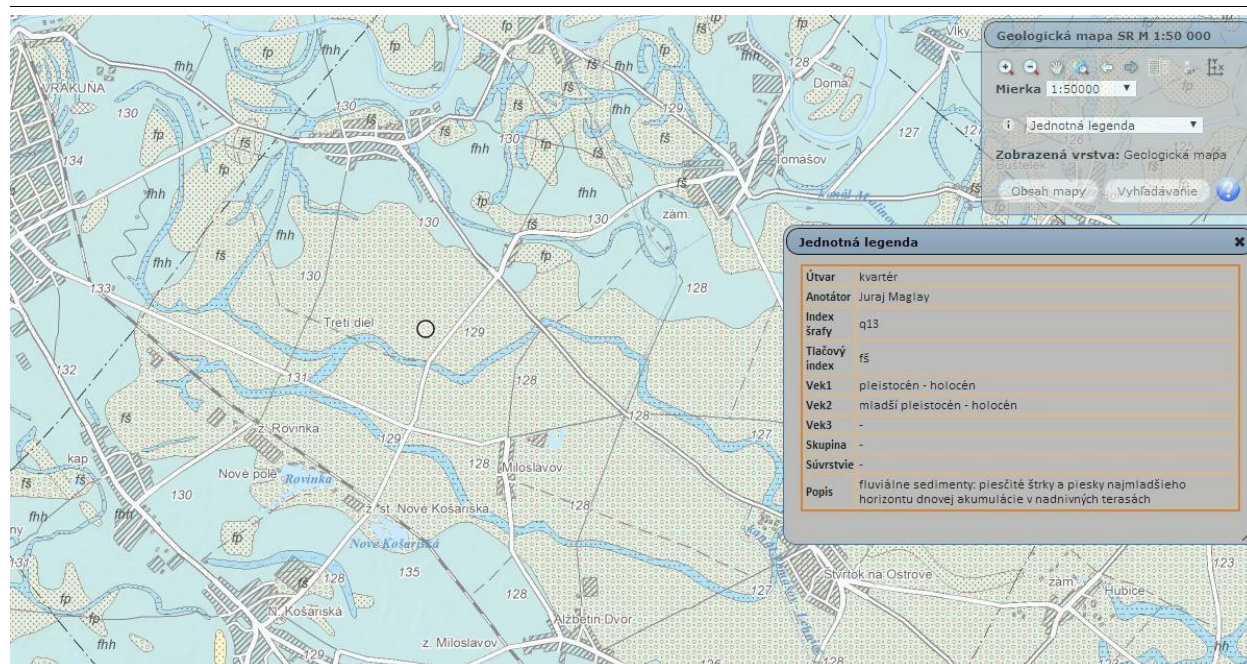 Geologická mapa SR M 1:50 000
Mierka 1:50000
Jednotná legenda
Zobrazená vrstva: Geologická mapa
Obsah mapy Vyhľadávanie
Jednotná legenda
Útvar kvartér
Anotátor Juraj Maglay
Index šrafy q13
Tlačový index fš
Vek1 pleistocén - holocén
Vek2 mladší pleistocén - holocén
Vek3 -
Skupina -
Súvrstvie -
Popis fluviálne sedimenty: piesčité štrky a piesky najmladšieho
horizontu dnovej akumulácie v nadnivných terasách
VRAKUŇA
Vlky
Doma
Tomášov
zám.
Tretí diel
z. Rovinka
Nové pole
Rovinka
Miloslavov
z. st. Nové Košariská
Nové Košariská
N. Košariská
z. Miloslavov
Alžbetin Dvor
Štvrtok na Ostrove
zám
Hubice
kap
fhh
fp
fš
130
134
133
132
131
129
128
127
135
123
126